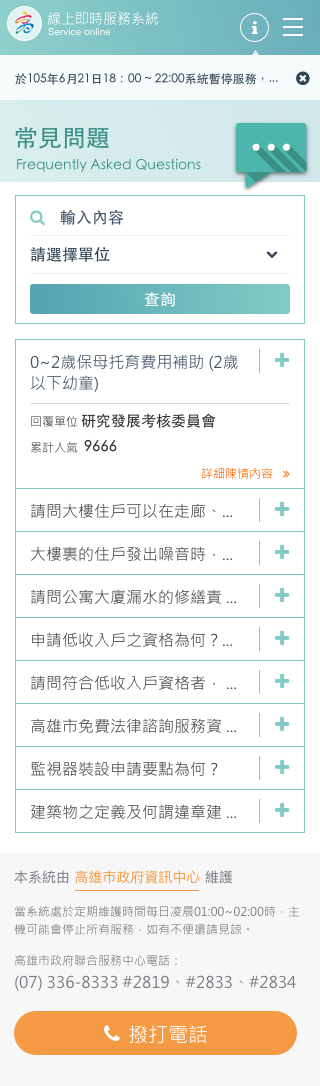 線上即時服務系統
Service online
於105年6月21日18：00 ~ 22:00系統暫停服務，...
常見問題
Frequently Asked Questions
輸入內容
請選擇單位
查詢
0~2歲保母托育費用補助 (2歲
以下幼童)
回覆單位 研究發展考核委員會
累計人氣 9666
詳細陳情內容 »
請問大樓住戶可以在走廊、...
大樓裏的住戶發出噪音時，...
請問公寓大廈漏水的修繕責 ...
申請低收入戶之資格為何？...
請問符合低收入戶資格者， ...
高雄市免費法律諮詢服務資 ...
監視器裝設申請要點為何？
建築物之定義及何謂違章建 ...
本系統由 高雄市政府資訊中心 維護
當系統處於定期維護時間每日凌晨01:00~02:00時，主
機可能會停止所有服務，如有不便還請見諒。
高雄市政府聯合服務中心電話：
(07) 336-8333 #2819、#2833、#2834
撥打電話